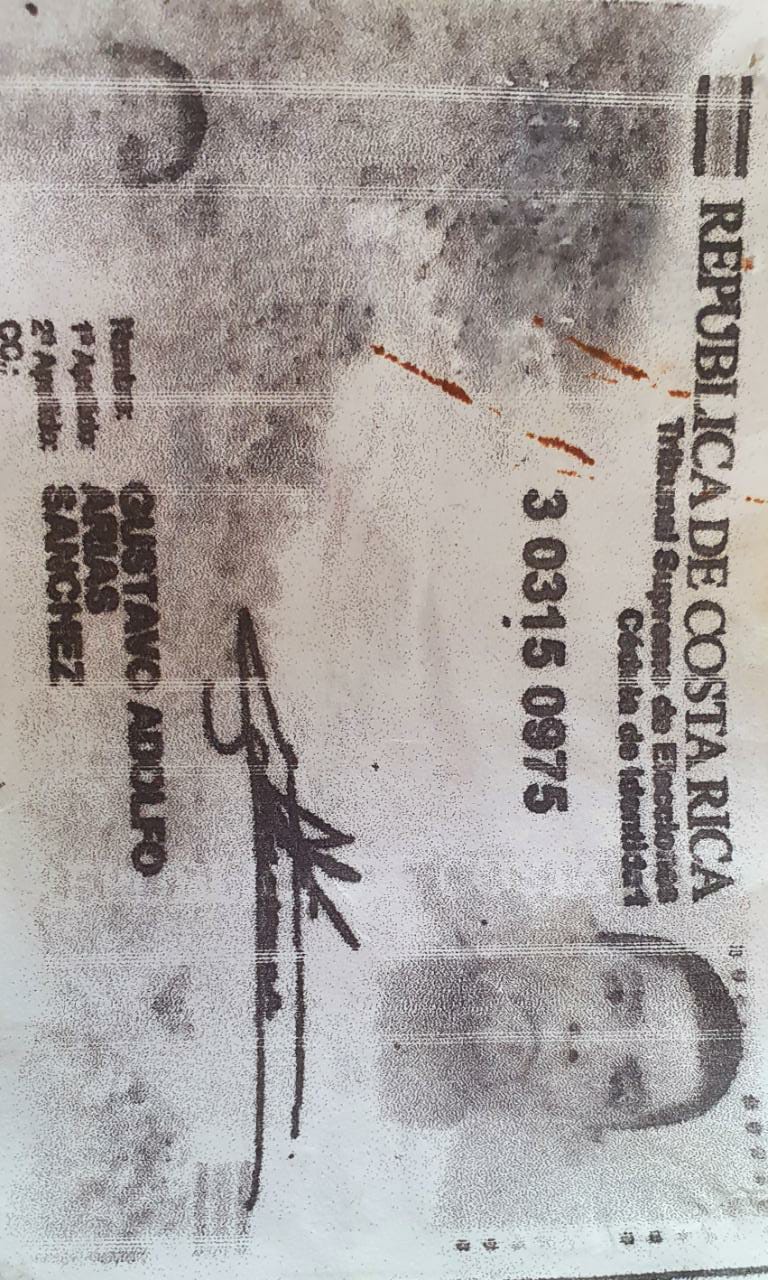 REPUBLICA DE COSTA RICA
Tribunal Supremo de Elecciones
Cédula de Identidad
3 0315 0975
Nombre: GUSTAVO ADOLFO
1º Apellido: ARIAS
2º Apellido: SANCHEZ
CC: